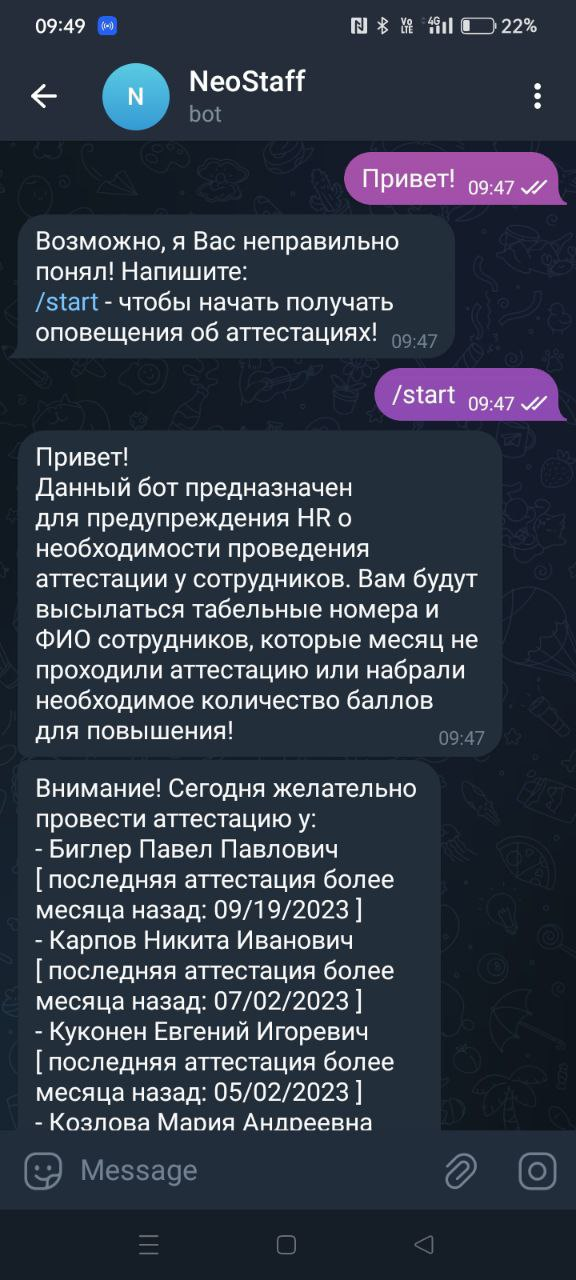 09:49
VoLTE 4G 22%
N
NeoStaff
bot
Привет! 09:47
Возможно, я Вас неправильно
понял! Напишите:
/start - чтобы начать получать
оповещения об аттестациях! 09:47
/start 09:47
Привет!
Данный бот предназначен
для предупреждения HR о
необходимости проведения
аттестации у сотрудников. Вам будут
высылаться табельные номера и
ФИО сотрудников, которые месяц не
проходили аттестацию или набрали
необходимое количество баллов
для повышения! 09:47
Внимание! Сегодня желательно
провести аттестацию у:
- Биглер Павел Павлович
[ последняя аттестация более
месяца назад: 09/19/2023 ]
- Карпов Никита Иванович
[ последняя аттестация более
месяца назад: 07/02/2023 ]
- Куконен Евгений Игоревич
[ последняя аттестация более
месяца назад: 05/02/2023 ]
- Козлова Мария Андреевна
Message